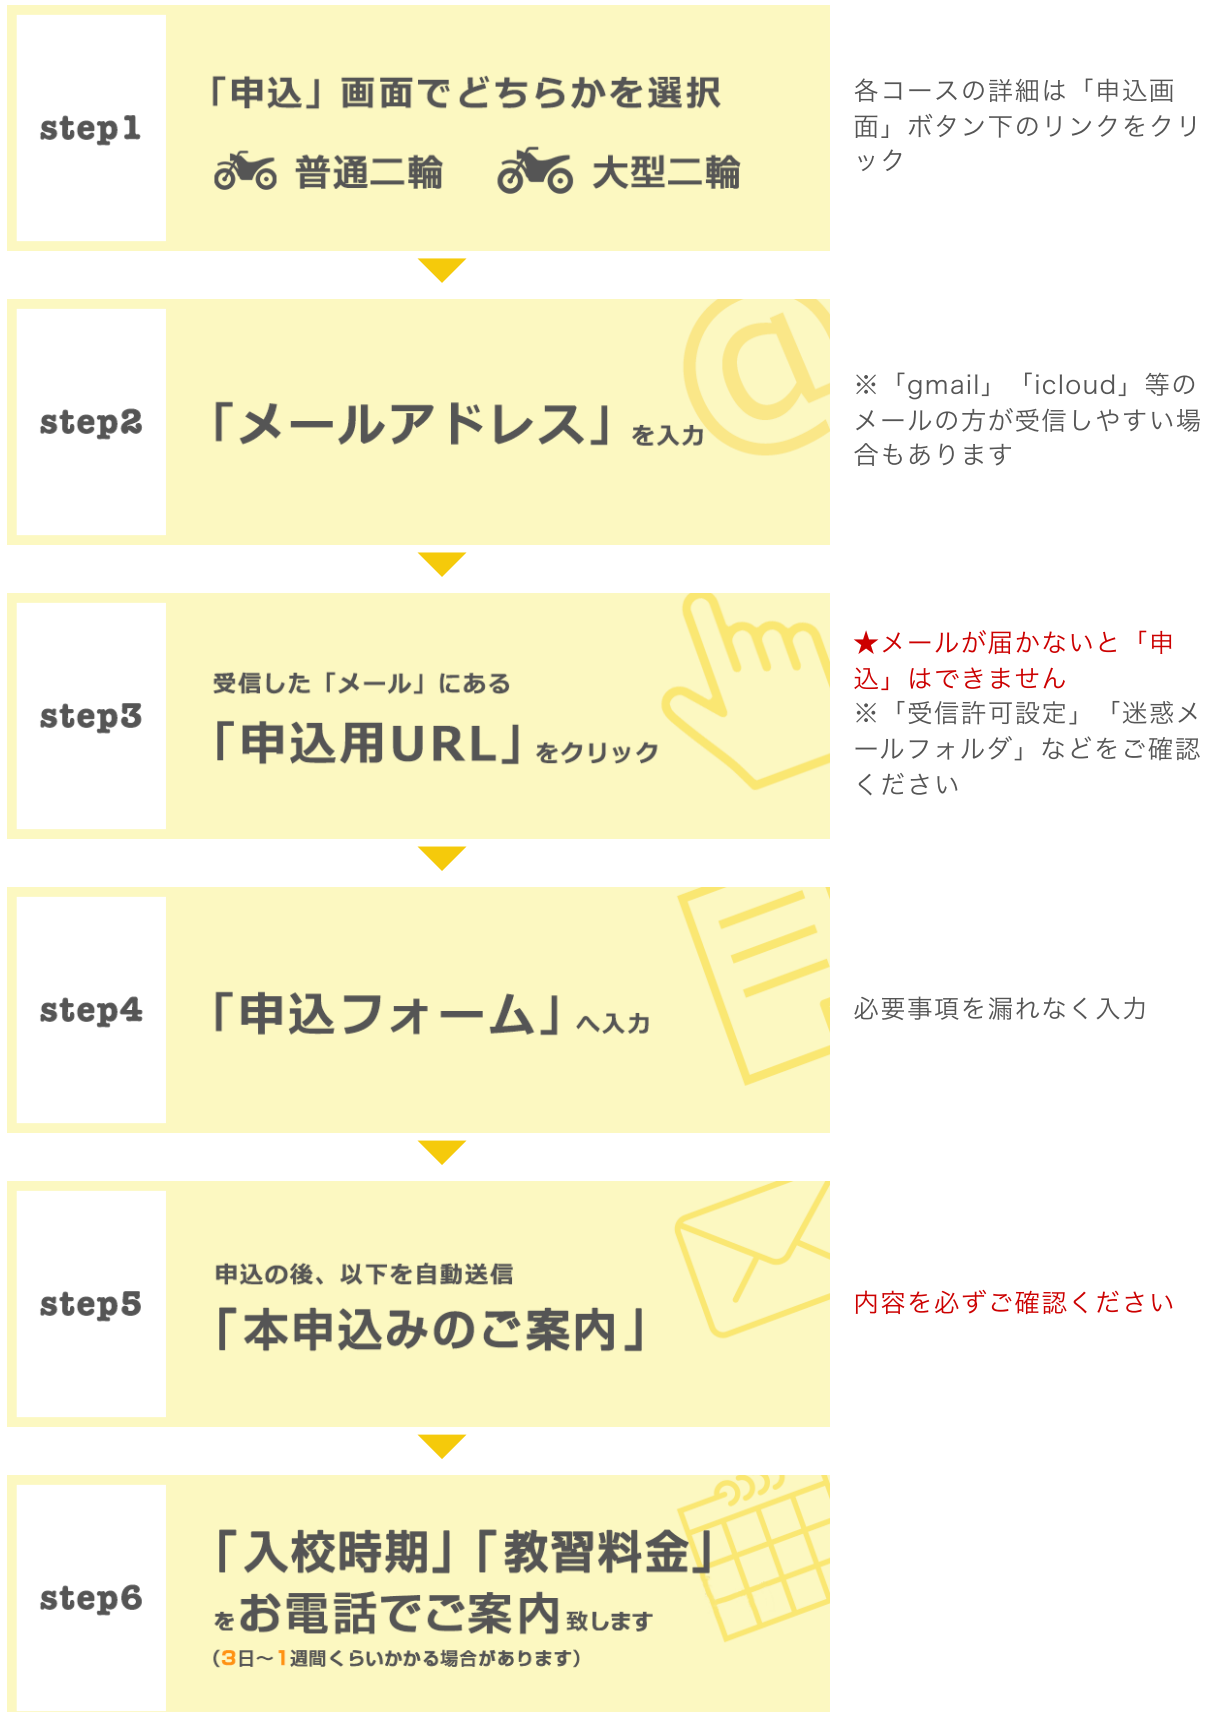 step1
「申込」画面でどちらかを選択
普通二輪 大型二輪
各コースの詳細は「申込画
面」ボタン下のリンクをクリ
ック
step2
「メールアドレス」を入力
※「gmail」「icloud」等の
メールの方が受信しやすい場
合もあります
step3
受信した「メール」にある
「申込用URL」をクリック
★メールが届かないと「申
込」はできません
※「受信許可設定」「迷惑メ
ールフォルダ」などをご確認
ください
step4
「申込フォーム」へ入力
必要事項を漏れなく入力
step5
申込の後、以下を自動送信
「本申込みのご案内」
内容を必ずご確認ください
step6
「入校時期」「教習料金」
をお電話でご案内致します
（3日〜1週間くらいかかる場合があります）